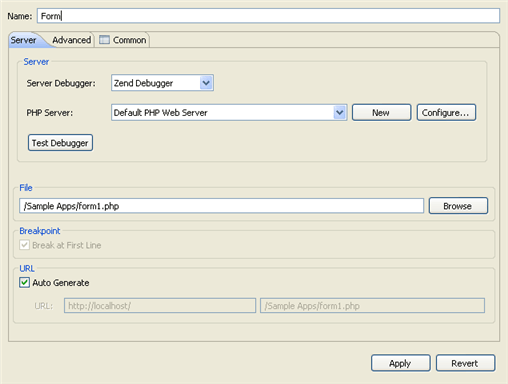 Name: Form
Server Advanced Common
Server
Server Debugger: Zend Debugger
PHP Server: Default PHP Web Server New Configure...
Test Debugger
File
/Sample Apps/form1.php Browse
Breakpoint
Break at First Line
URL
Auto Generate
URL: http://localhost/ /Sample Apps/form1.php
Apply Revert